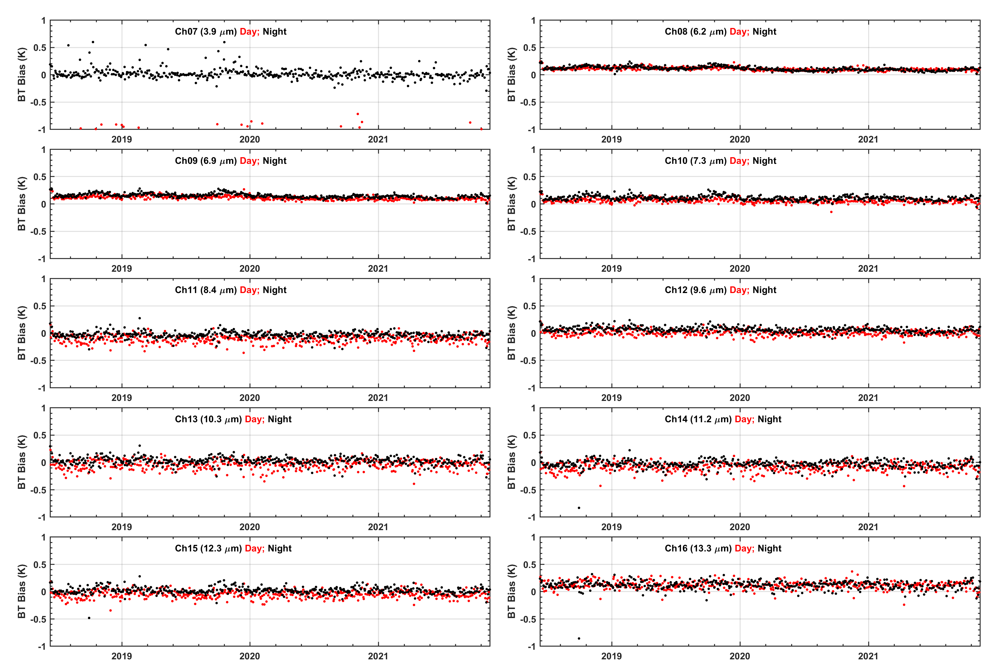 1
0.5
0
-0.5
-1
BT Bias (K)
Ch07 (3.9 μm) Day; Night
2019 2020 2021
1
0.5
0
-0.5
-1
BT Bias (K)
Ch08 (6.2 μm) Day; Night
2019 2020 2021
1
0.5
0
-0.5
-1
BT Bias (K)
Ch09 (6.9 μm) Day; Night
2019 2020 2021
1
0.5
0
-0.5
-1
BT Bias (K)
Ch10 (7.3 μm) Day; Night
2019 2020 2021
1
0.5
0
-0.5
-1
BT Bias (K)
Ch11 (8.4 μm) Day; Night
2019 2020 2021
1
0.5
0
-0.5
-1
BT Bias (K)
Ch12 (9.6 μm) Day; Night
2019 2020 2021
1
0.5
0
-0.5
-1
BT Bias (K)
Ch13 (10.3 μm) Day; Night
2019 2020 2021
1
0.5
0
-0.5
-1
BT Bias (K)
Ch14 (11.2 μm) Day; Night
2019 2020 2021
1
0.5
0
-0.5
-1
BT Bias (K)
Ch15 (12.3 μm) Day; Night
2019 2020 2021
1
0.5
0
-0.5
-1
BT Bias (K)
Ch16 (13.3 μm) Day; Night
2019 2020 2021